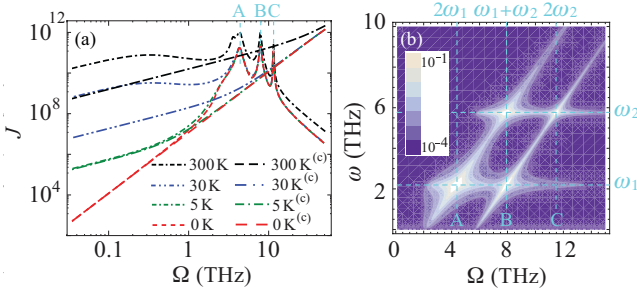 A B C
(a)
10^12
10^8
10^4
J
300 K
30 K
5 K
0 K
300 K^(c)
30 K^(c)
5 K^(c)
0 K^(c)
0.1 1 10
Ω (THz)
2ω₁ ω₁+ω₂ 2ω₂
(b)
10
6
2
ω (THz)
10^-1
10^-4
ω₂
ω₁
A B C
0 4 8 12
Ω (THz)